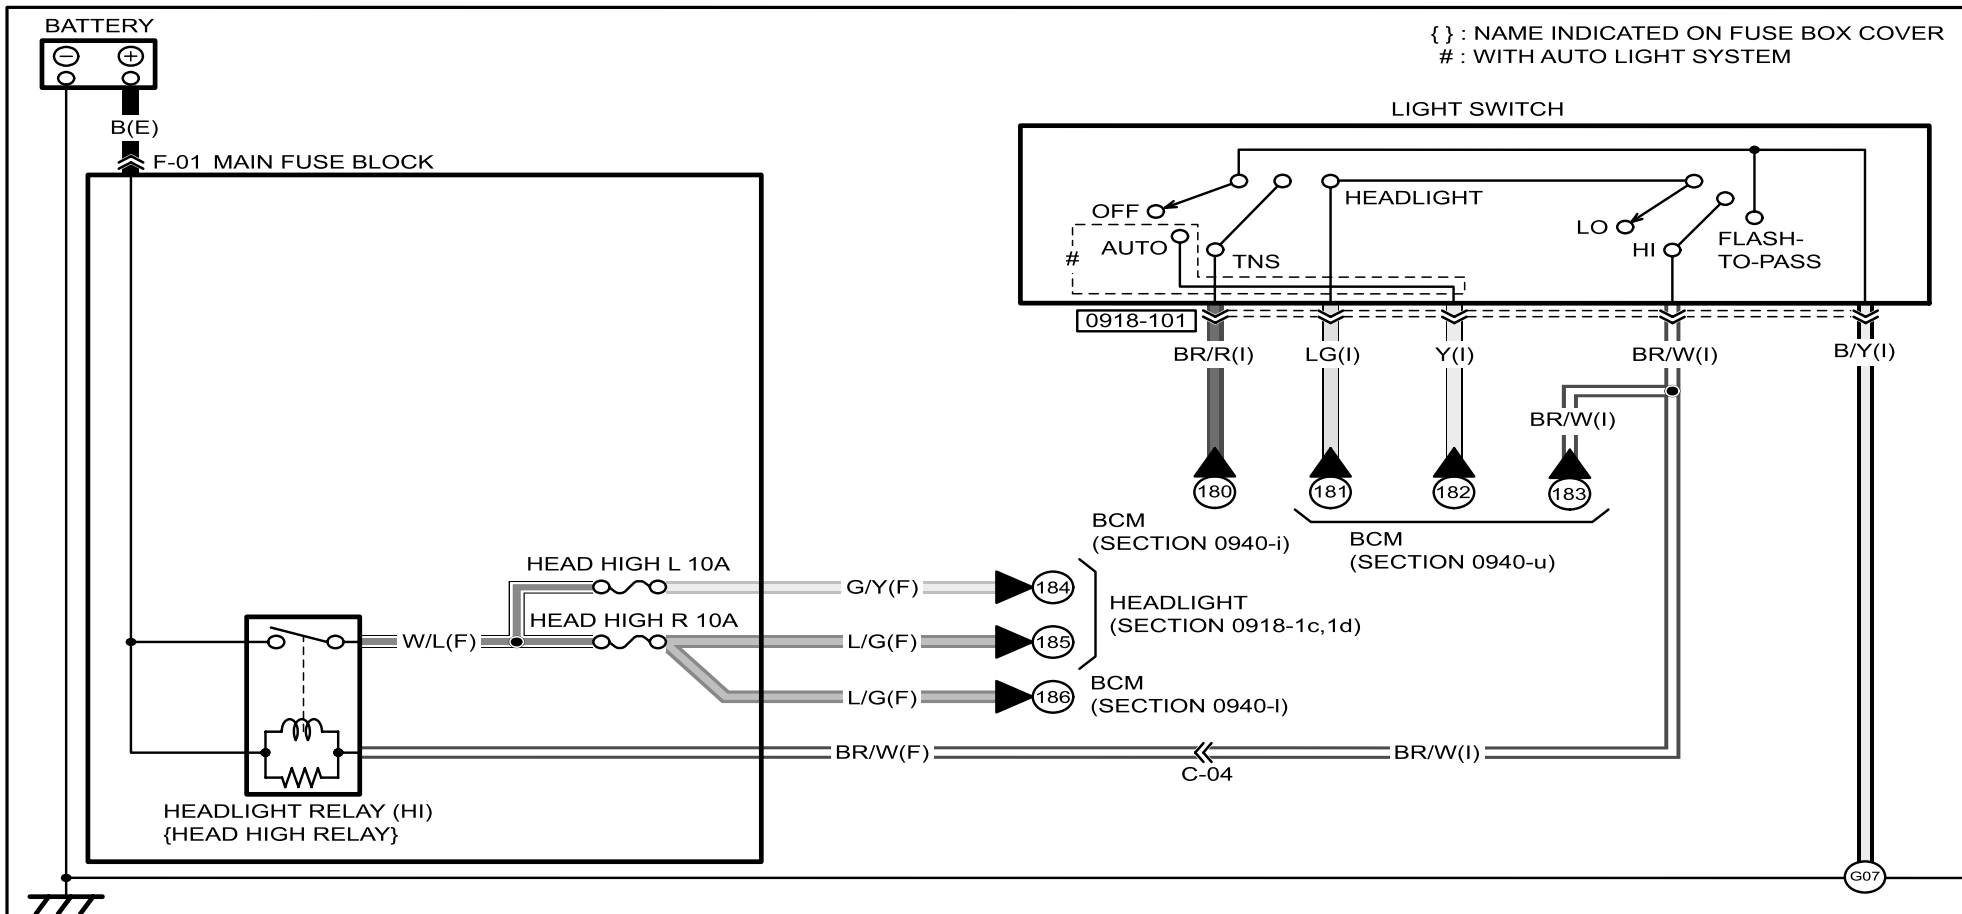 BATTERY
{ } : NAME INDICATED ON FUSE BOX COVER
# : WITH AUTO LIGHT SYSTEM
− +
B(E)
F-01 MAIN FUSE BLOCK
LIGHT SWITCH
OFF
HEADLIGHT
AUTO
#
TNS
LO
HI
FLASH-
TO-PASS
0918-101
BR/R(I)
LG(I)
Y(I)
BR/W(I)
B/Y(I)
BR/W(I)
180
181
182
183
BCM
(SECTION 0940-i)
BCM
(SECTION 0940-u)
HEAD HIGH L 10A
G/Y(F)
184
HEAD HIGH R 10A
W/L(F)
L/G(F)
185
HEADLIGHT
(SECTION 0918-1c,1d)
L/G(F)
186
BCM
(SECTION 0940-l)
BR/W(F)
C-04
BR/W(I)
HEADLIGHT RELAY (HI)
{HEAD HIGH RELAY}
G07